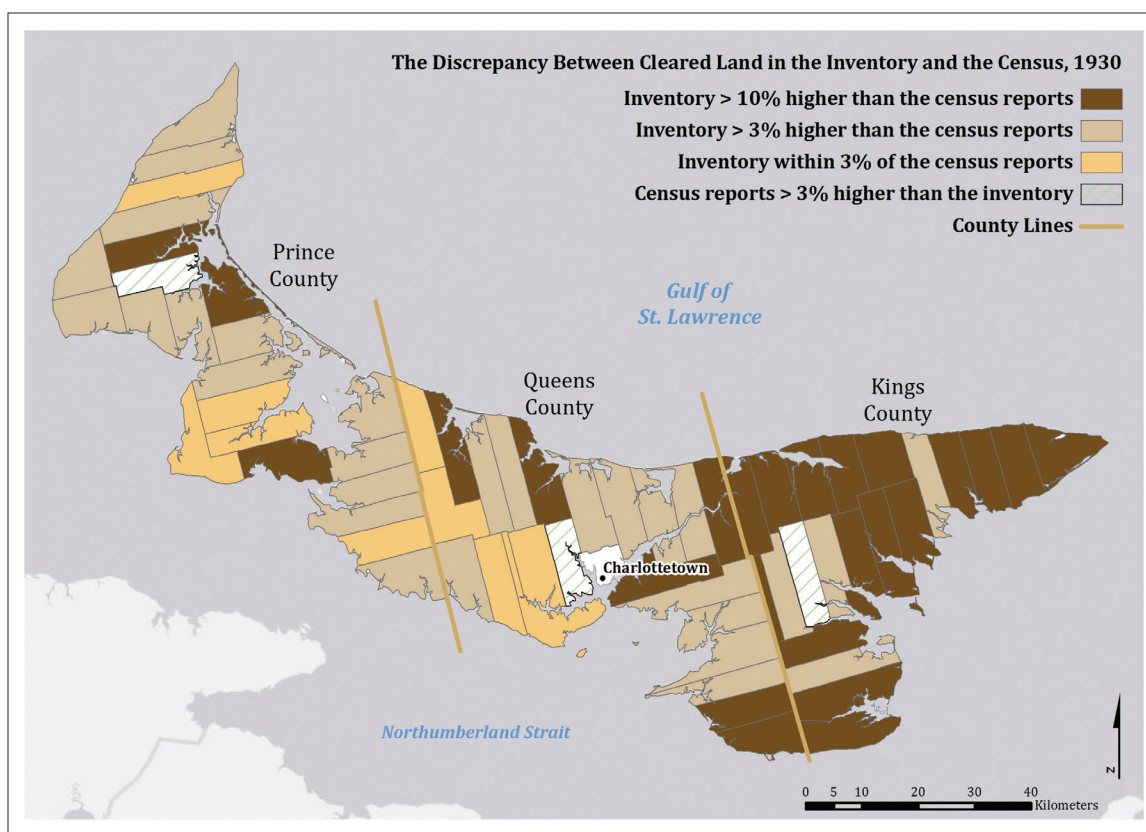 The Discrepancy Between Cleared Land in the Inventory and the Census, 1930
Inventory > 10% higher than the census reports
Inventory > 3% higher than the census reports
Inventory within 3% of the census reports
Census reports > 3% higher than the inventory
County Lines
Prince
County
Gulf of
St. Lawrence
Queens
County
Kings
County
Charlottetown
Northumberland Strait
N
0 5 10 20 30 40
Kilometers